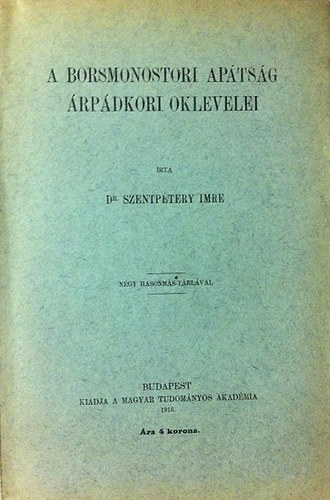 A BORSMONOSTORI APÁTSÁG
ÁRPÁDKORI OKLEVELEI
IRTA
DR. SZENTPÉTERY IMRE
NÉGY HASONMÁS-TÁBLÁVAL
BUDAPEST
KIADJA A MAGYAR TUDOMÁNYOS AKADÉMIA
1916.
Ára 4 korona.